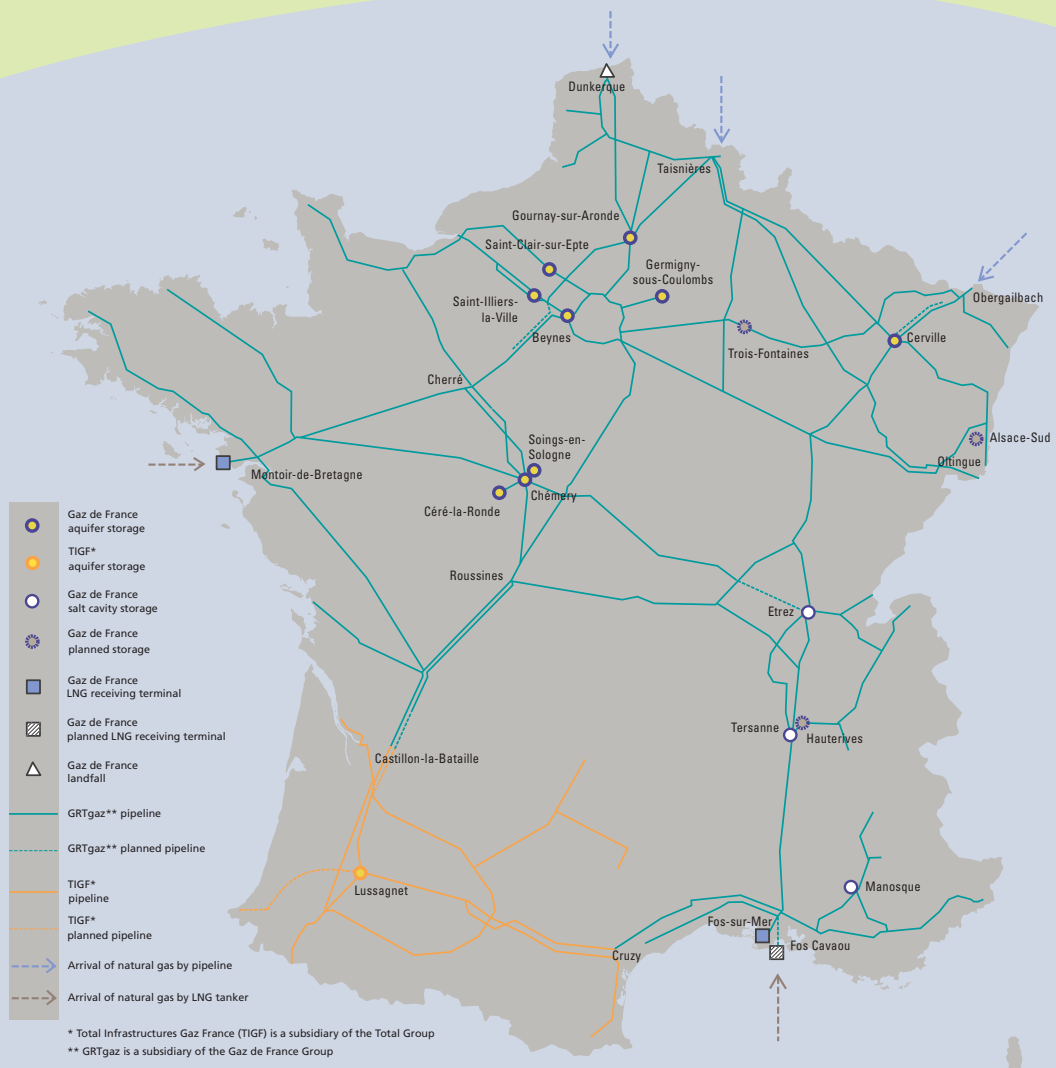 Dunkerque
Taisnières
Gournay-sur-Aronde
Saint-Clair-sur-Epte
Germigny-
sous-Coulombs
Obergailbach
Saint-Illiers-
la-Ville
Beynes
Trois-Fontaines
Cerville
Cherré
Soings-en-
Sologne
Alsace-Sud
Oltingue
Montoir-de-Bretagne
Chémery
Céré-la-Ronde
Roussines
Etrez
Tersanne
Hauterives
Castillon-la-Bataille
Lussagnet
Manosque
Fos-sur-Mer
Fos Cavaou
Cruzy
Gaz de France
aquifer storage
TIGF*
aquifer storage
Gaz de France
salt cavity storage
Gaz de France
planned storage
Gaz de France
LNG receiving terminal
Gaz de France
planned LNG receiving terminal
Gaz de France
landfall
GRTgaz** pipeline
GRTgaz** planned pipeline
TIGF*
pipeline
TIGF*
planned pipeline
Arrival of natural gas by pipeline
Arrival of natural gas by LNG tanker
* Total Infrastructures Gaz France (TIGF) is a subsidiary of the Total Group
** GRTgaz is a subsidiary of the Gaz de France Group